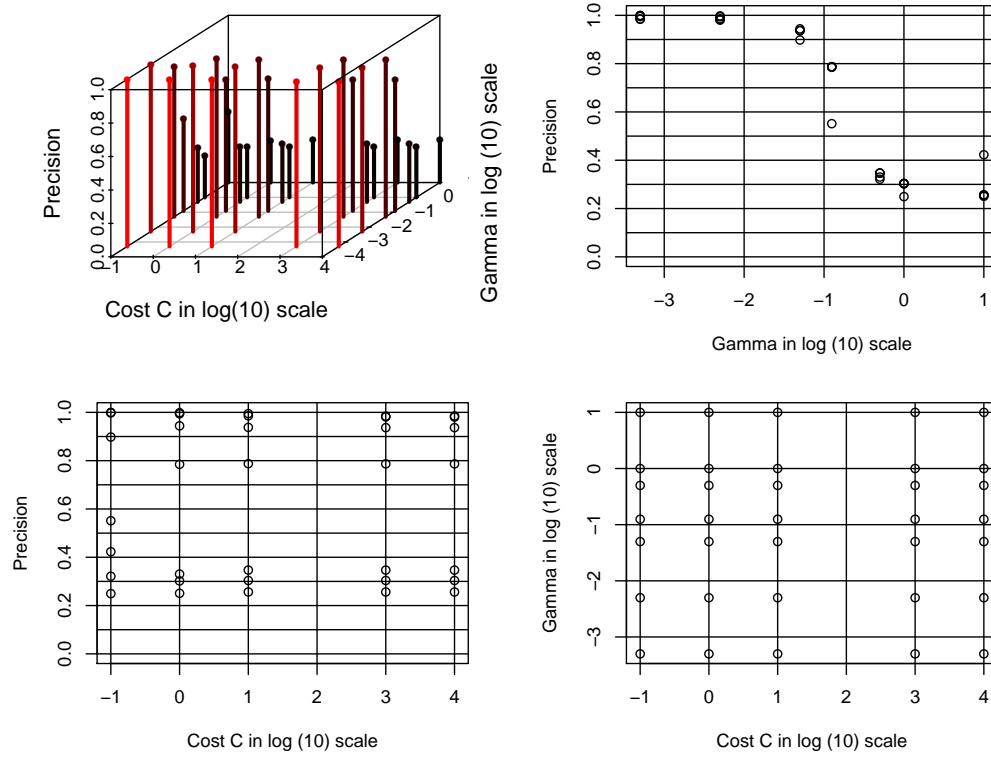 −1 0 1 2 3 4
−4 −3 −2 −1 0
0.0 0.2 0.4 0.6 0.8 1.0
Cost C in log(10) scale
Gamma in log (10) scale
Precision
−3 −2 −1 0 1
0.0 0.2 0.4 0.6 0.8 1.0
Gamma in log (10) scale
Precision
−1 0 1 2 3 4
0.0 0.2 0.4 0.6 0.8 1.0
Cost C in log (10) scale
Precision
−1 0 1 2 3 4
−3 −2 −1 0 1
Cost C in log (10) scale
Gamma in log (10) scale